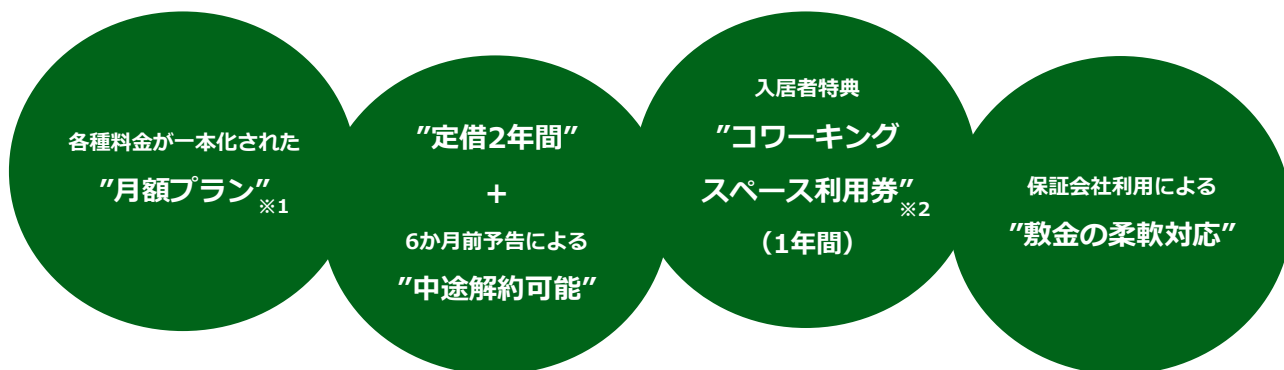 各種料金が一本化された
”月額プラン”※1
”定借2年間”
+
6か月前予告による
”中途解約可能”
入居者特典
”コワーキング
スペース利用券”※2
（1年間）
保証会社利用による
”敷金の柔軟対応”